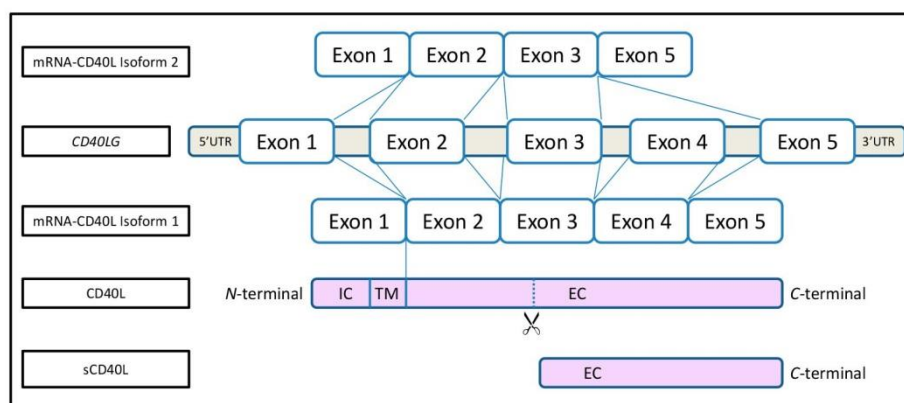 mRNA-CD40L Isoform 2
Exon 1 Exon 2 Exon 3 Exon 5
CD40LG
5'UTR Exon 1 Exon 2 Exon 3 Exon 4 Exon 5 3'UTR
mRNA-CD40L Isoform 1
Exon 1 Exon 2 Exon 3 Exon 4 Exon 5
CD40L
N-terminal IC TM EC C-terminal
sCD40L
EC C-terminal